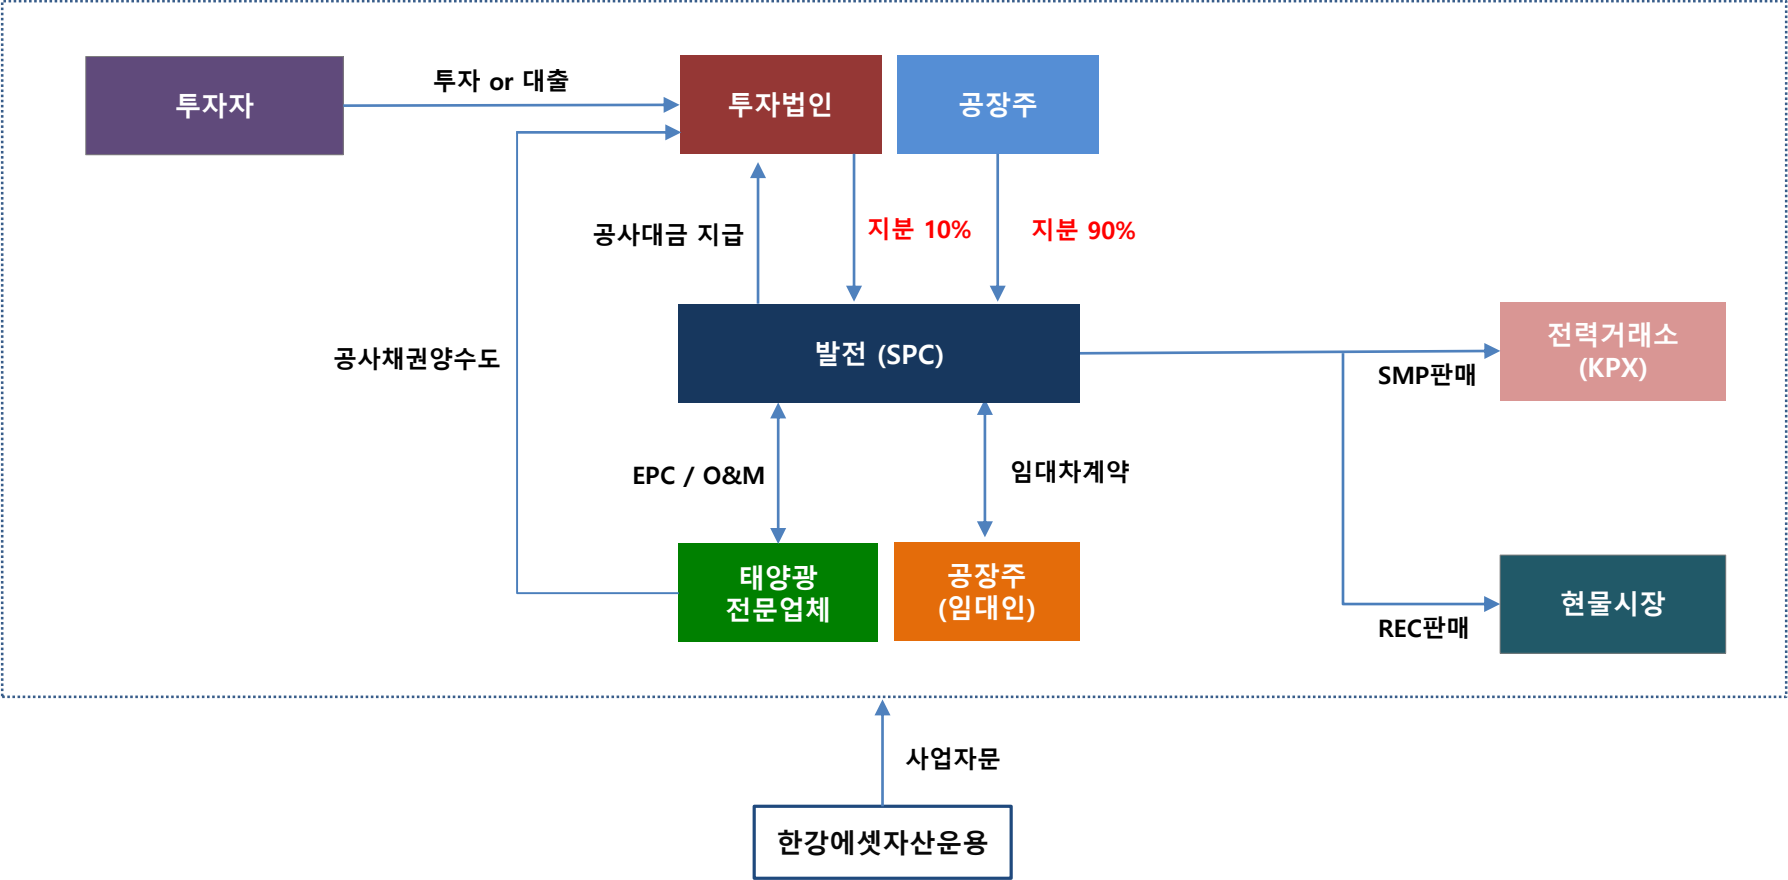 투자자
투자 or 대출
투자법인
공장주
공사대금 지급
지분 10%
지분 90%
공사채권양수도
발전 (SPC)
전력거래소
(KPX)
SMP판매
EPC / O&M
임대차계약
태양광
전문업체
공장주
(임대인)
현물시장
REC판매
사업자문
한강에셋자산운용